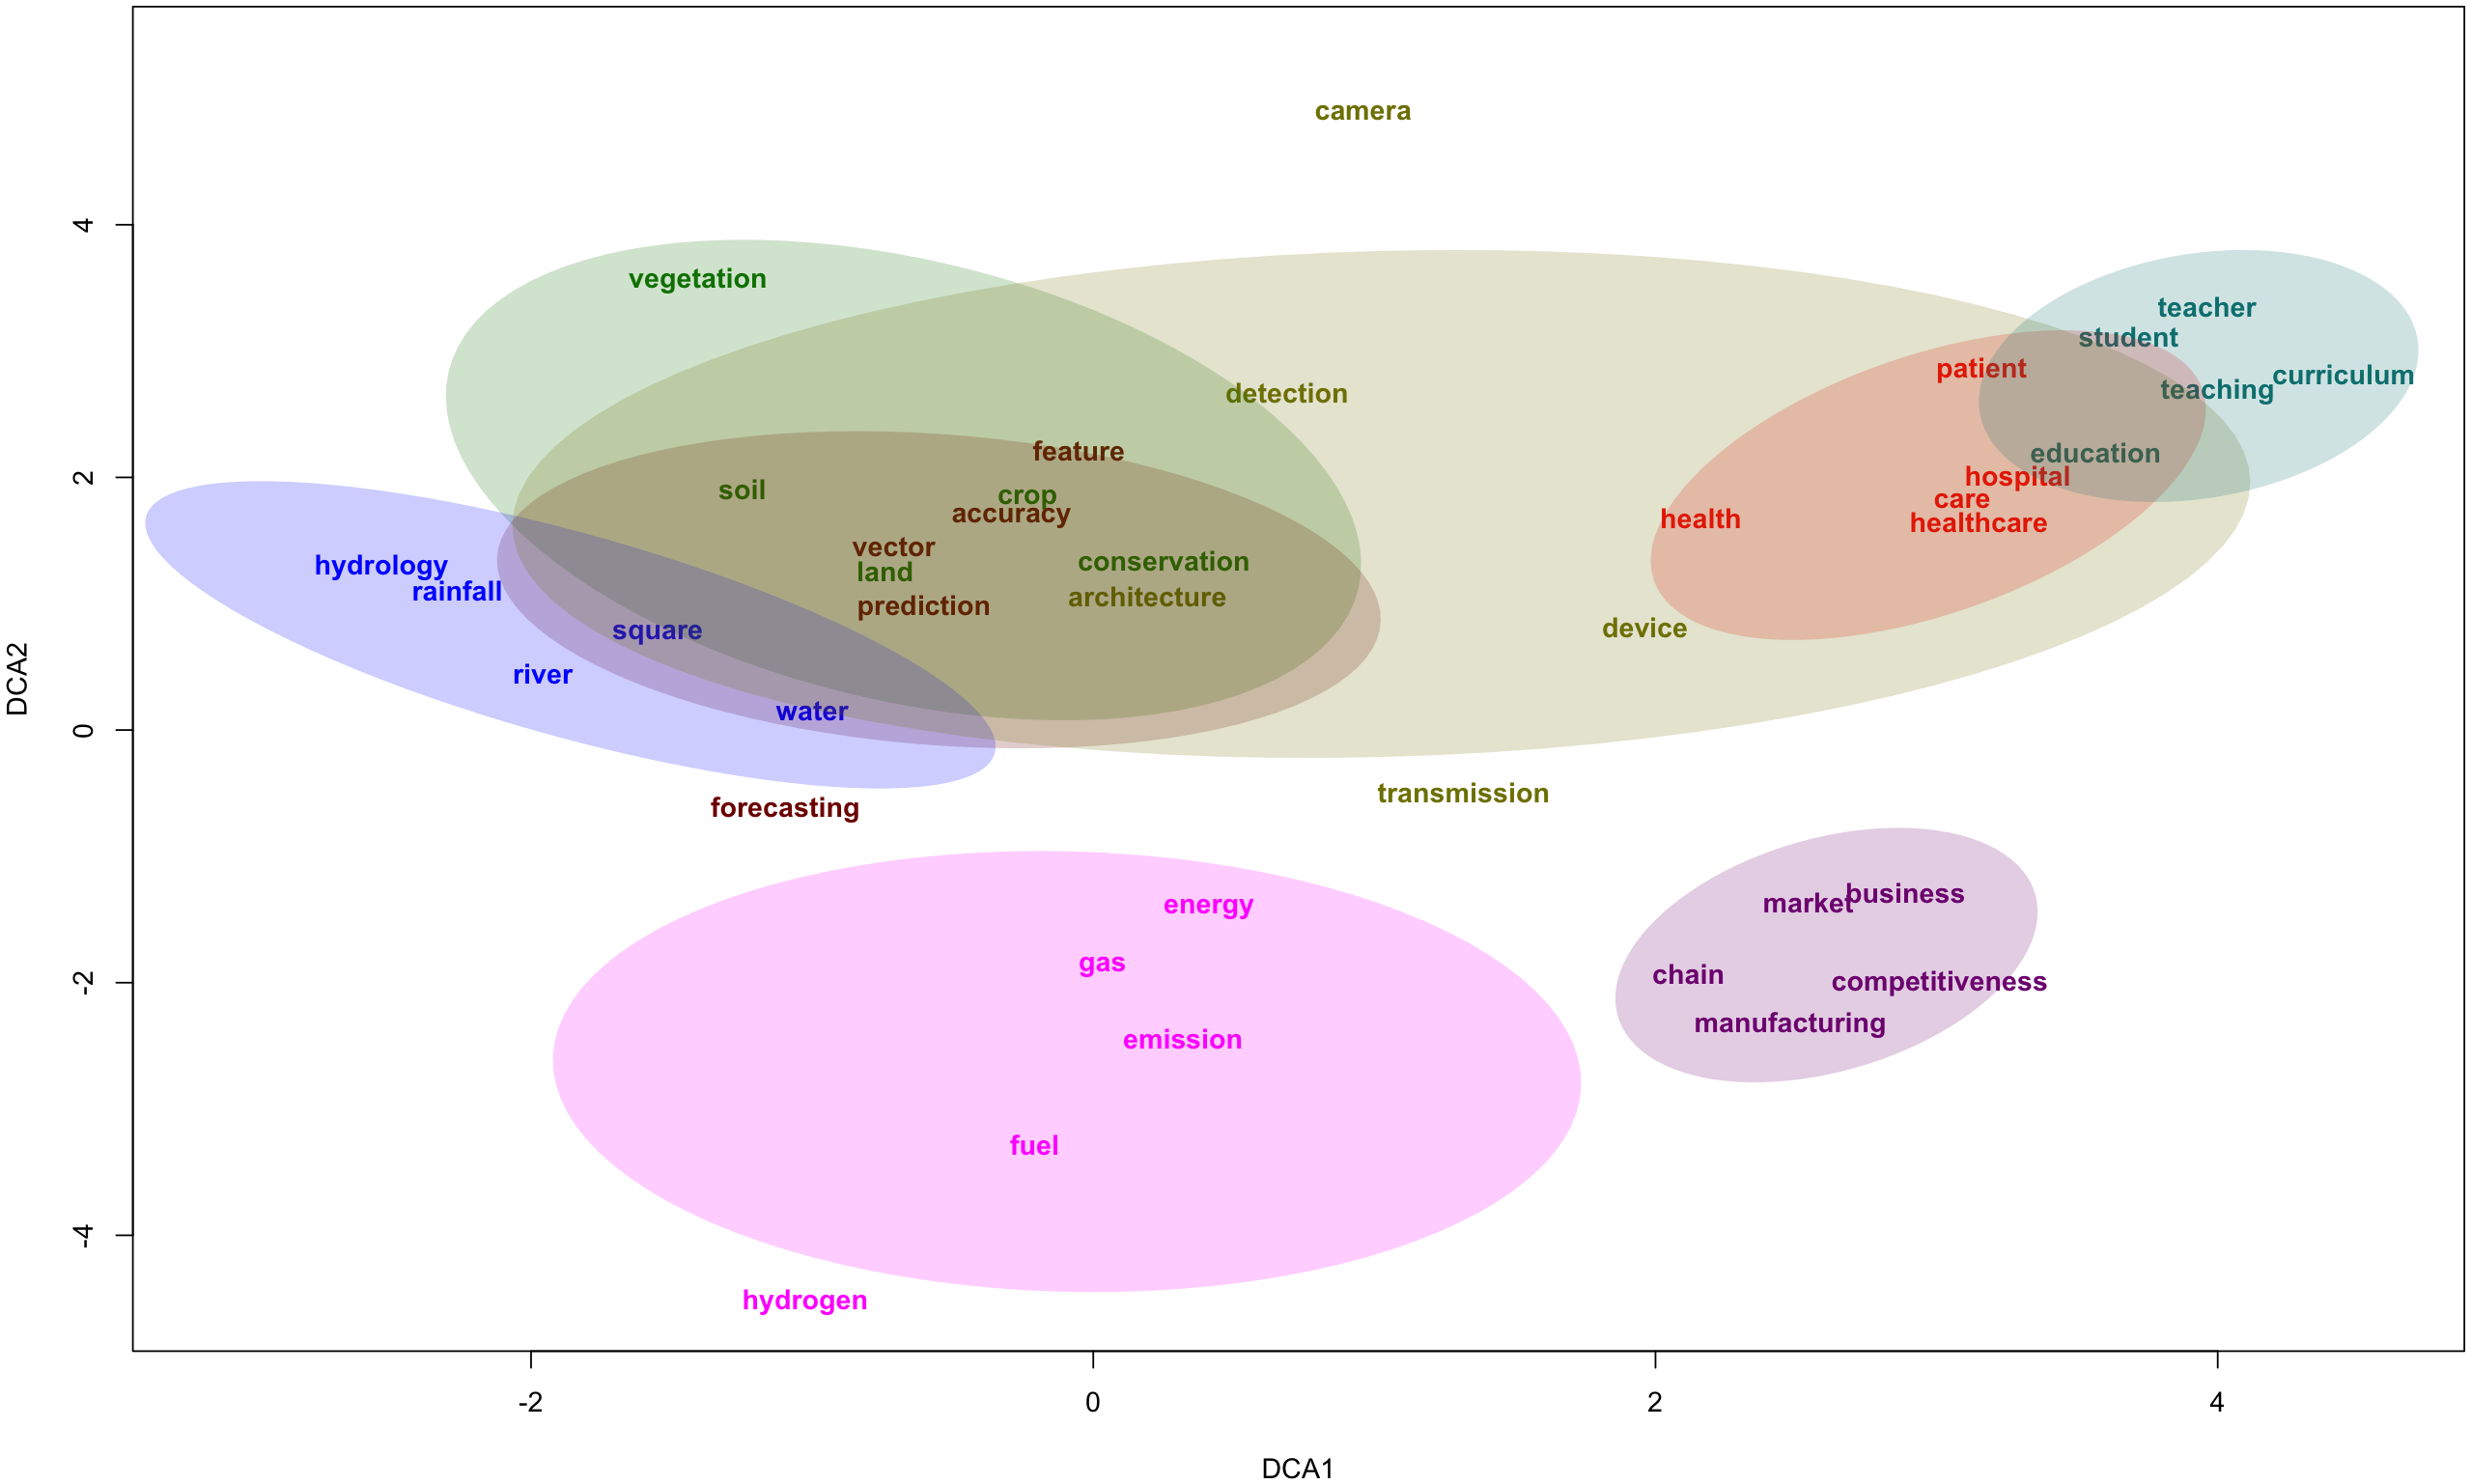 camera
4
vegetation
teacher
student
patient
curriculum
teaching
detection
feature
education
2
hospital
soil
crop
care
accuracy
health
healthcare
vector
conservation
hydrology
land
rainfall
architecture
prediction
square
device
river
DCA2
water
0
transmission
forecasting
business
market
energy
gas
chain
competitiveness
-2
manufacturing
emission
fuel
-4
hydrogen
-2 0 2 4
DCA1